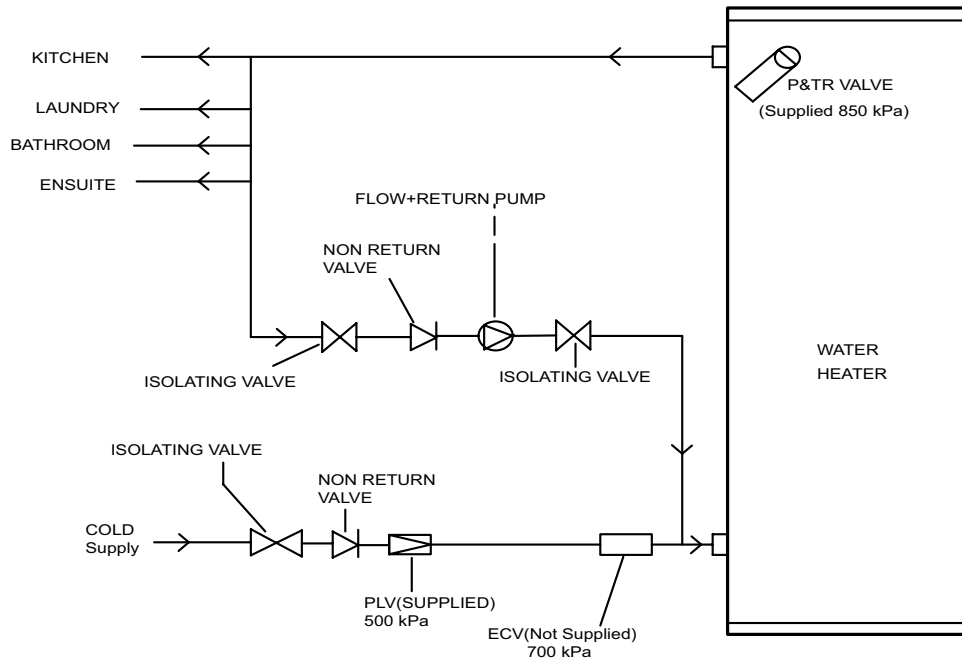 KITCHEN
P&TR VALVE
(Supplied 850 kPa)
LAUNDRY
BATHROOM
ENSUITE
FLOW+RETURN PUMP
NON RETURN
VALVE
ISOLATING VALVE
ISOLATING VALVE
WATER
HEATER
ISOLATING VALVE
NON RETURN
VALVE
COLD
Supply
PLV(SUPPLIED)
500 kPa
ECV(Not Supplied)
700 kPa